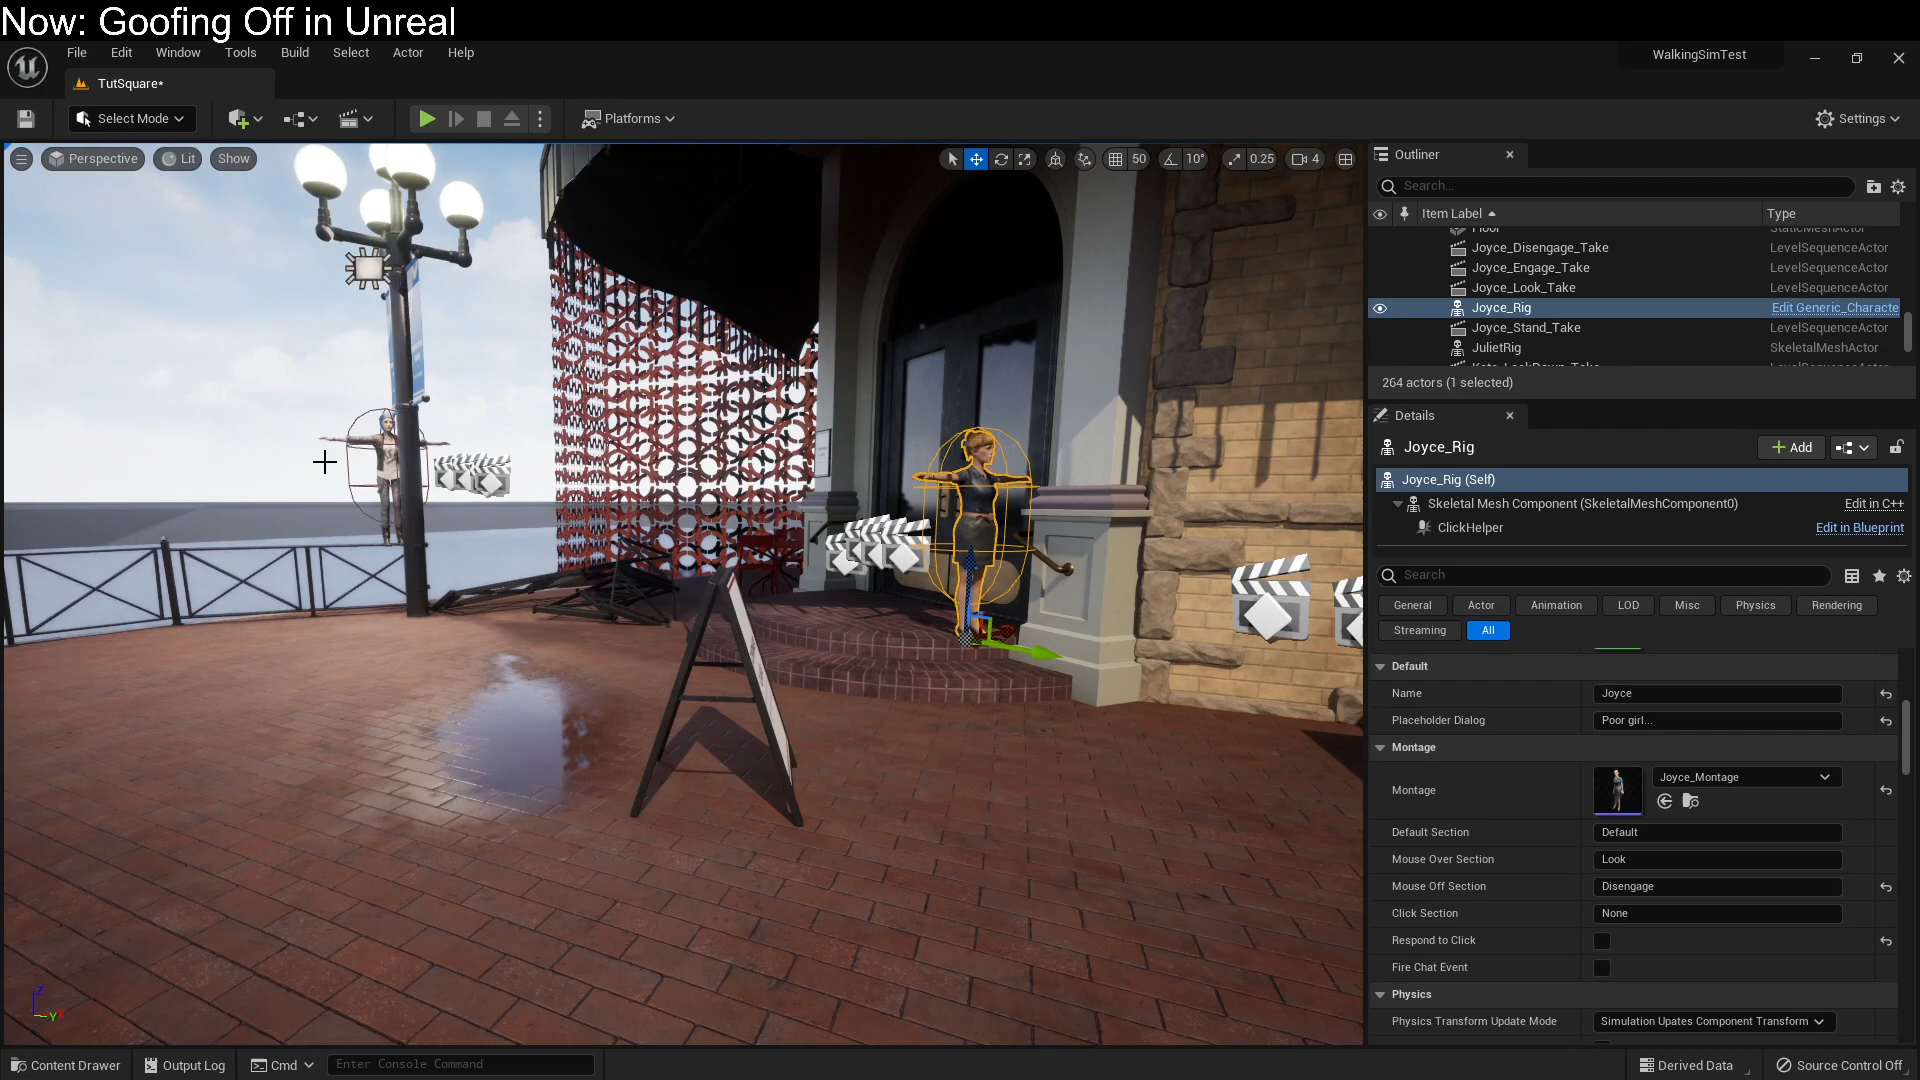 Now: Goofing Off in Unreal
File Edit Window Tools Build Select Actor Help
WalkingSimTest
TutSquare*
Select Mode
Platforms
Settings
Perspective Lit Show
50 10° 0.25 4
Outliner
Search...
Item Label Type
Floor StaticMeshActor
Joyce_Disengage_Take LevelSequenceActor
Joyce_Engage_Take LevelSequenceActor
Joyce_Look_Take LevelSequenceActor
Joyce_Rig Edit Generic_Characte
Joyce_Stand_Take LevelSequenceActor
JulietRig SkeletalMeshActor
264 actors (1 selected)
Details
Joyce_Rig
Add
Joyce_Rig (Self)
Skeletal Mesh Component (SkeletalMeshComponent0) Edit in C++
ClickHelper Edit in Blueprint
Search
General Actor Animation LOD Misc Physics Rendering
Streaming All
Default
Name Joyce
Placeholder Dialog Poor girl...
Montage
Montage Joyce_Montage
Default Section Default
Mouse Over Section Look
Mouse Off Section Disengage
Click Section None
Respond to Click
Fire Chat Event
Physics
Physics Transform Update Mode Simulation Upates Component Transform
Z
Y X
Content Drawer Output Log Cmd Enter Console Command
Derived Data Source Control Off